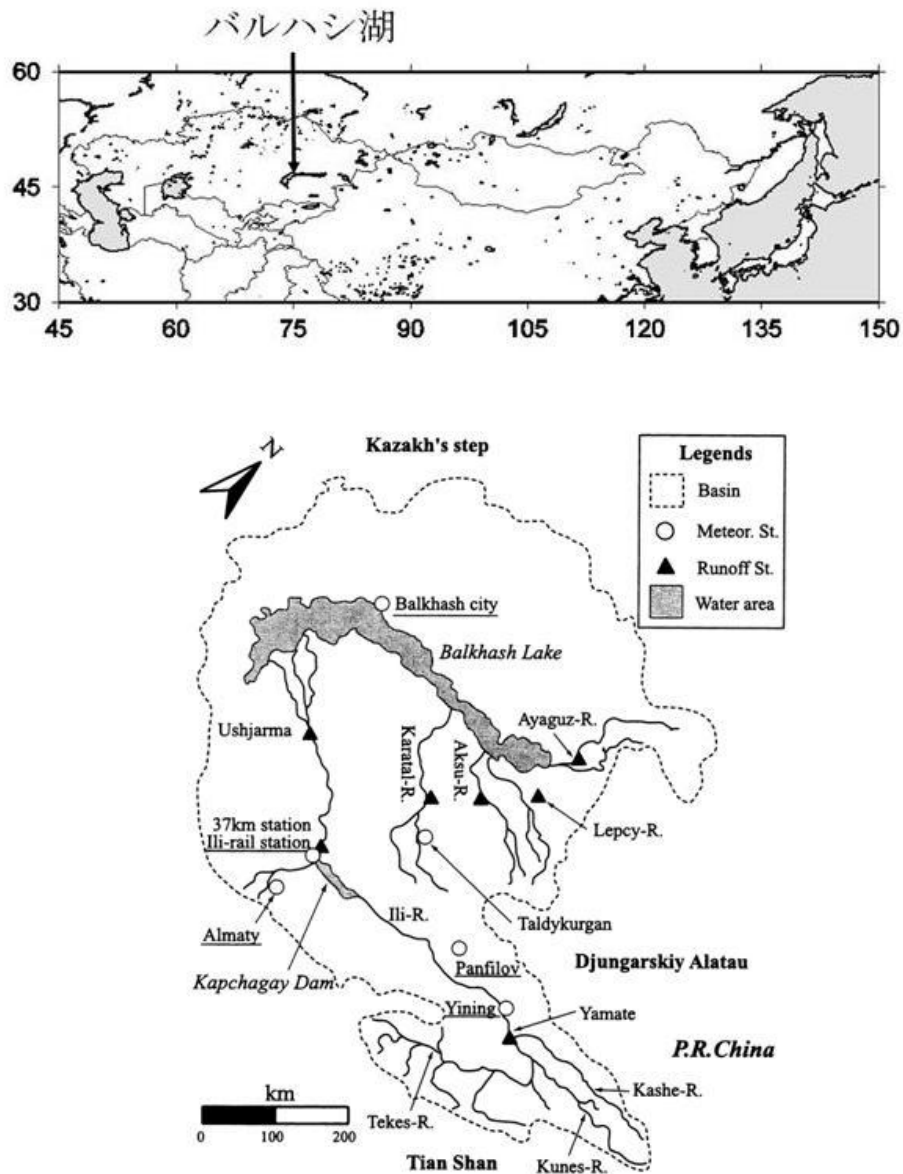 バルハシ湖
60
45
30
45 60 75 90 105 120 135 150
N
Kazakh's step
Legends
Basin
Meteor. St.
Runoff St.
Water area
Balkhash city
Balkhash Lake
Ayaguz-R.
Ushjarma
Karatal-R.
Aksu-R.
37km station
Ili-rail station
Lepcy-R.
Almaty
Ili-R.
Taldykurgan
Kapchagay Dam
Panfilov
Djungarskiy Alatau
Yining
Yamate
P.R.China
km
0 100 200
Tekes-R.
Kashe-R.
Tian Shan
Kunes-R.